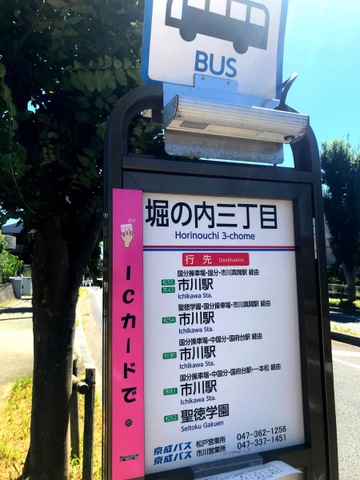 BUS
堀の内三丁目
Horinouchi 3-chome
行先 Destination
国分操車場・国分・市川真間駅 経由
市川駅
Ichikawa Sta.
聖徳学園・国分操車場・市川真間駅 経由
市川駅
Ichikawa Sta.
国分操車場・中国分・国府台駅 経由
市川駅
Ichikawa Sta.
国分操車場・中国分・国府台駅・一本松 経由
市川駅
Ichikawa Sta.
聖徳学園
Seitoku Gakuen
京成バス 松戸営業所 047-362-1256
京成バス 市川営業所 047-337-1451
ICカードで。